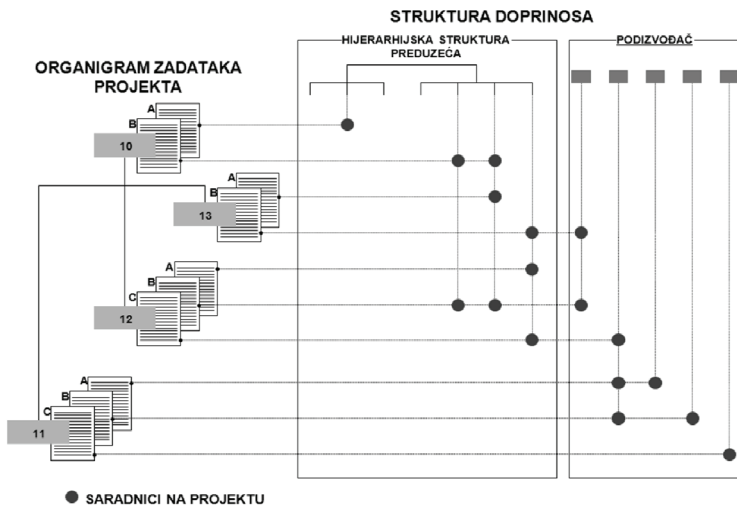 STRUKTURA DOPRINOSA
HIJERARHIJSKA STRUKTURA
PREDUZEĆA
PODIZVOĐAČ
ORGANIGRAM ZADATAKA
PROJEKTA
A
B
10
A
B
13
A
B
C
12
A
B
C
11
SARADNICI NA PROJEKTU